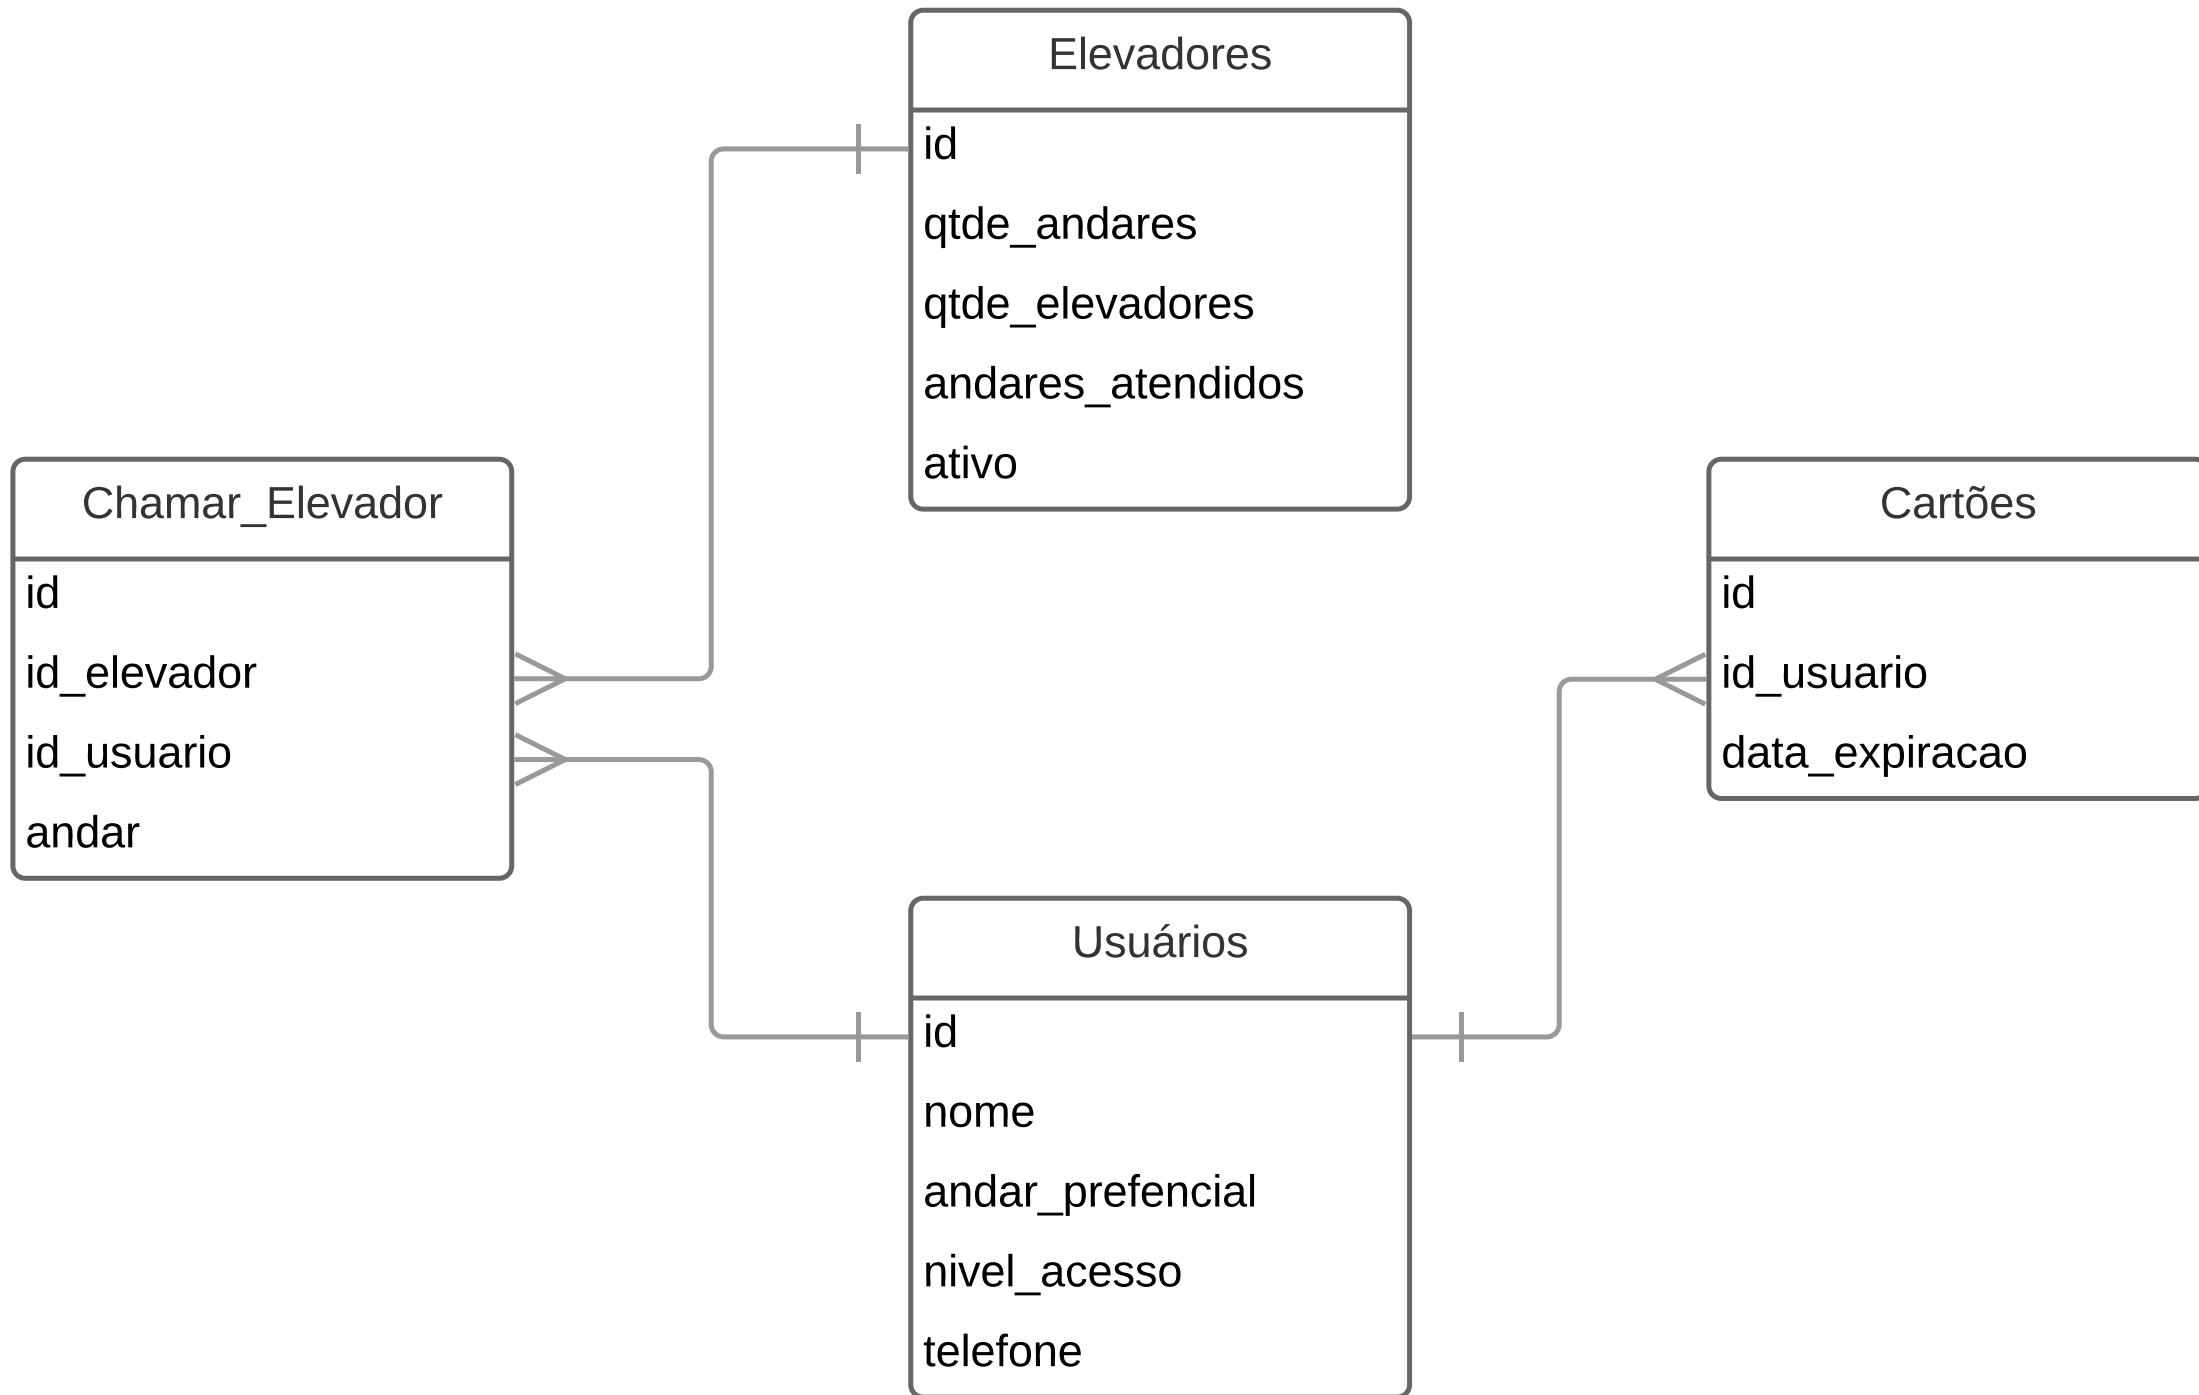 Elevadores
id
qtde_andares
qtde_elevadores
andares_atendidos
ativo
Chamar_Elevador
id
id_elevador
id_usuario
andar
Cartões
id
id_usuario
data_expiracao
Usuários
id
nome
andar_prefencial
nivel_acesso
telefone